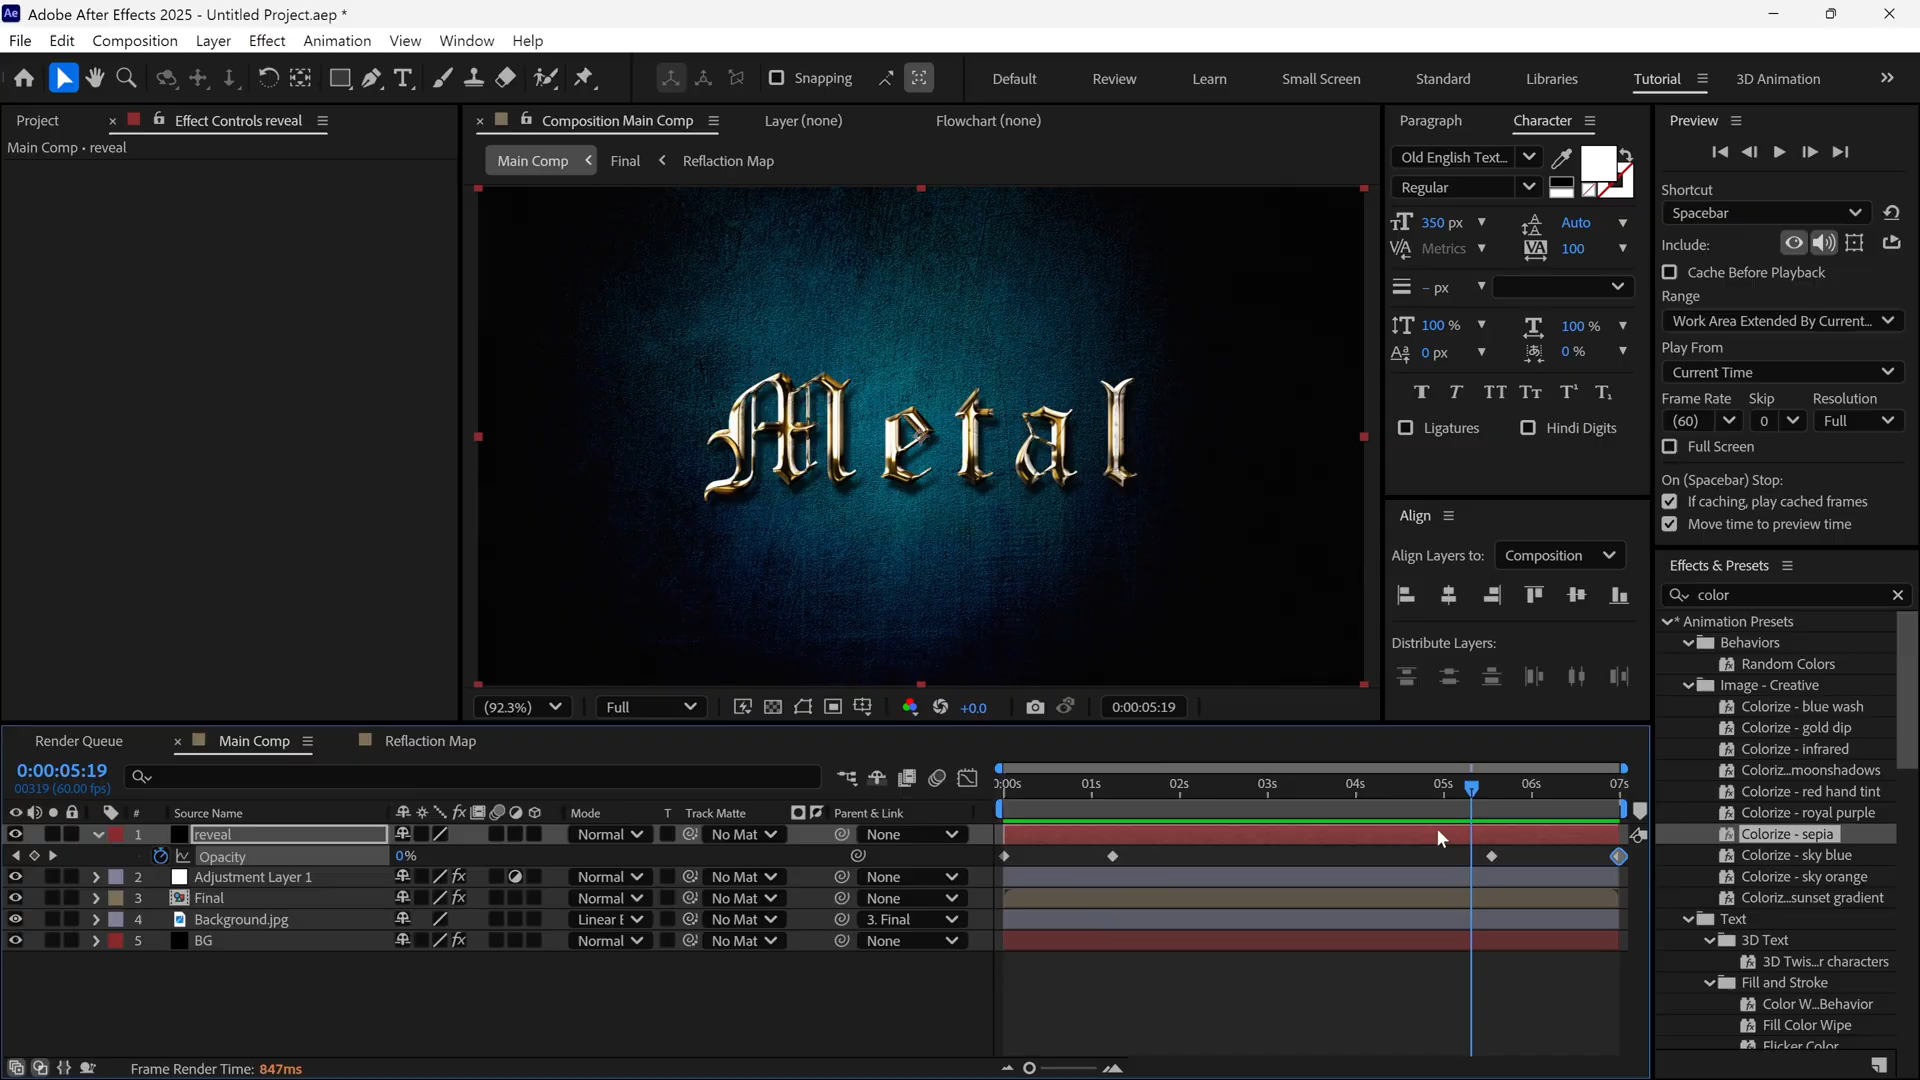 Ae Adobe After Effects 2025 - Untitled Project.aep *
File Edit Composition Layer Effect Animation View Window Help
Snapping Default Review Learn Small Screen Standard Libraries Tutorial 3D Animation
Project Effect Controls reveal
Main Comp • reveal
Composition Main Comp Layer (none) Flowchart (none)
Main Comp Final Reflaction Map
Metal
(92.3%) Full +0.0 0:00:05:19
Paragraph Character
Old English Text...
Regular
350 px Auto
Metrics 100
– px
100 % 100 %
0 px 0 %
Ligatures Hindi Digits
Align
Align Layers to: Composition
Distribute Layers:
Preview
Shortcut
Spacebar
Include:
Cache Before Playback
Range
Work Area Extended By Current...
Play From
Current Time
Frame Rate Skip Resolution
(60) 0 Full
Full Screen
On (Spacebar) Stop:
If caching, play cached frames
Move time to preview time
Effects & Presets
color
* Animation Presets
Behaviors
Random Colors
Image - Creative
Colorize - blue wash
Colorize - gold dip
Colorize - infrared
Coloriz...moonshadows
Colorize - red hand tint
Colorize - royal purple
Colorize - sepia
Colorize - sky blue
Colorize - sky orange
Coloriz...sunset gradient
Text
3D Text
3D Twis...r characters
Fill and Stroke
Color W...Behavior
Fill Color Wipe
Flicker Color
Render Queue Main Comp Reflaction Map
0:00:05:19
00319 (60.00 fps)
0:00s 01s 02s 03s 04s 05s 06s 07s
# Source Name Mode T Track Matte Parent & Link
1 reveal Normal No Mat None
Opacity 0%
2 Adjustment Layer 1 Normal No Mat None
3 Final Normal No Mat None
4 Background.jpg Linear No Mat 3. Final
5 BG Normal No Mat None
Frame Render Time: 847ms